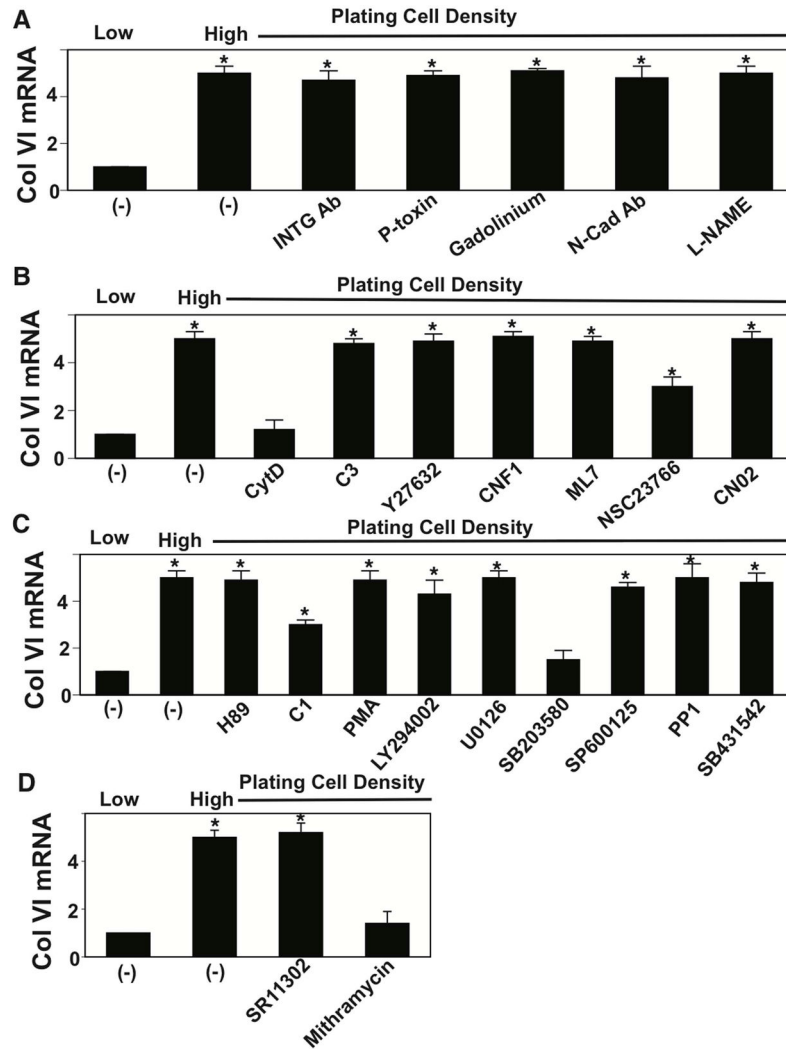 A
Plating Cell Density
Low High
Col VI mRNA
4
2
0
(-) (-) INTG Ab P-toxin Gadolinium N-Cad Ab L-NAME
* * * * * *
B
Plating Cell Density
Low High
Col VI mRNA
4
2
0
(-) (-) CytD C3 Y27632 CNF1 ML7 NSC23766 CN02
* * * * * * *
C
Plating Cell Density
Low High
Col VI mRNA
4
2
0
(-) (-) H89 C1 PMA LY294002 U0126 SB203580 SP600125 PP1 SB431542
* * * * * * * * *
D
Plating Cell Density
Low High
Col VI mRNA
4
2
0
(-) (-) SR11302 Mithramycin
* *